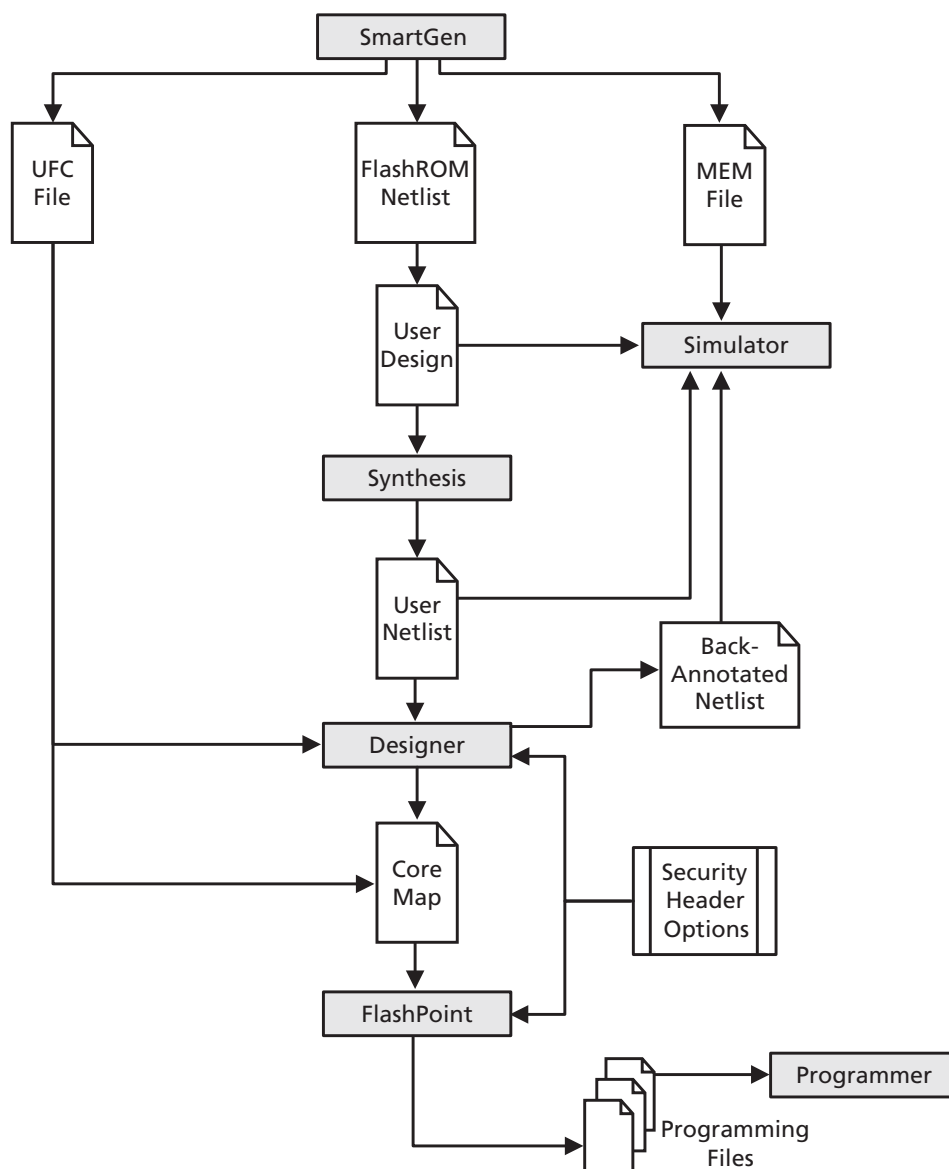 SmartGen
UFC
File
FlashROM
Netlist
MEM
File
User
Design
Simulator
Synthesis
User
Netlist
Back-
Annotated
Netlist
Designer
Core
Map
Security
Header
Options
FlashPoint
Programmer
Programming
Files